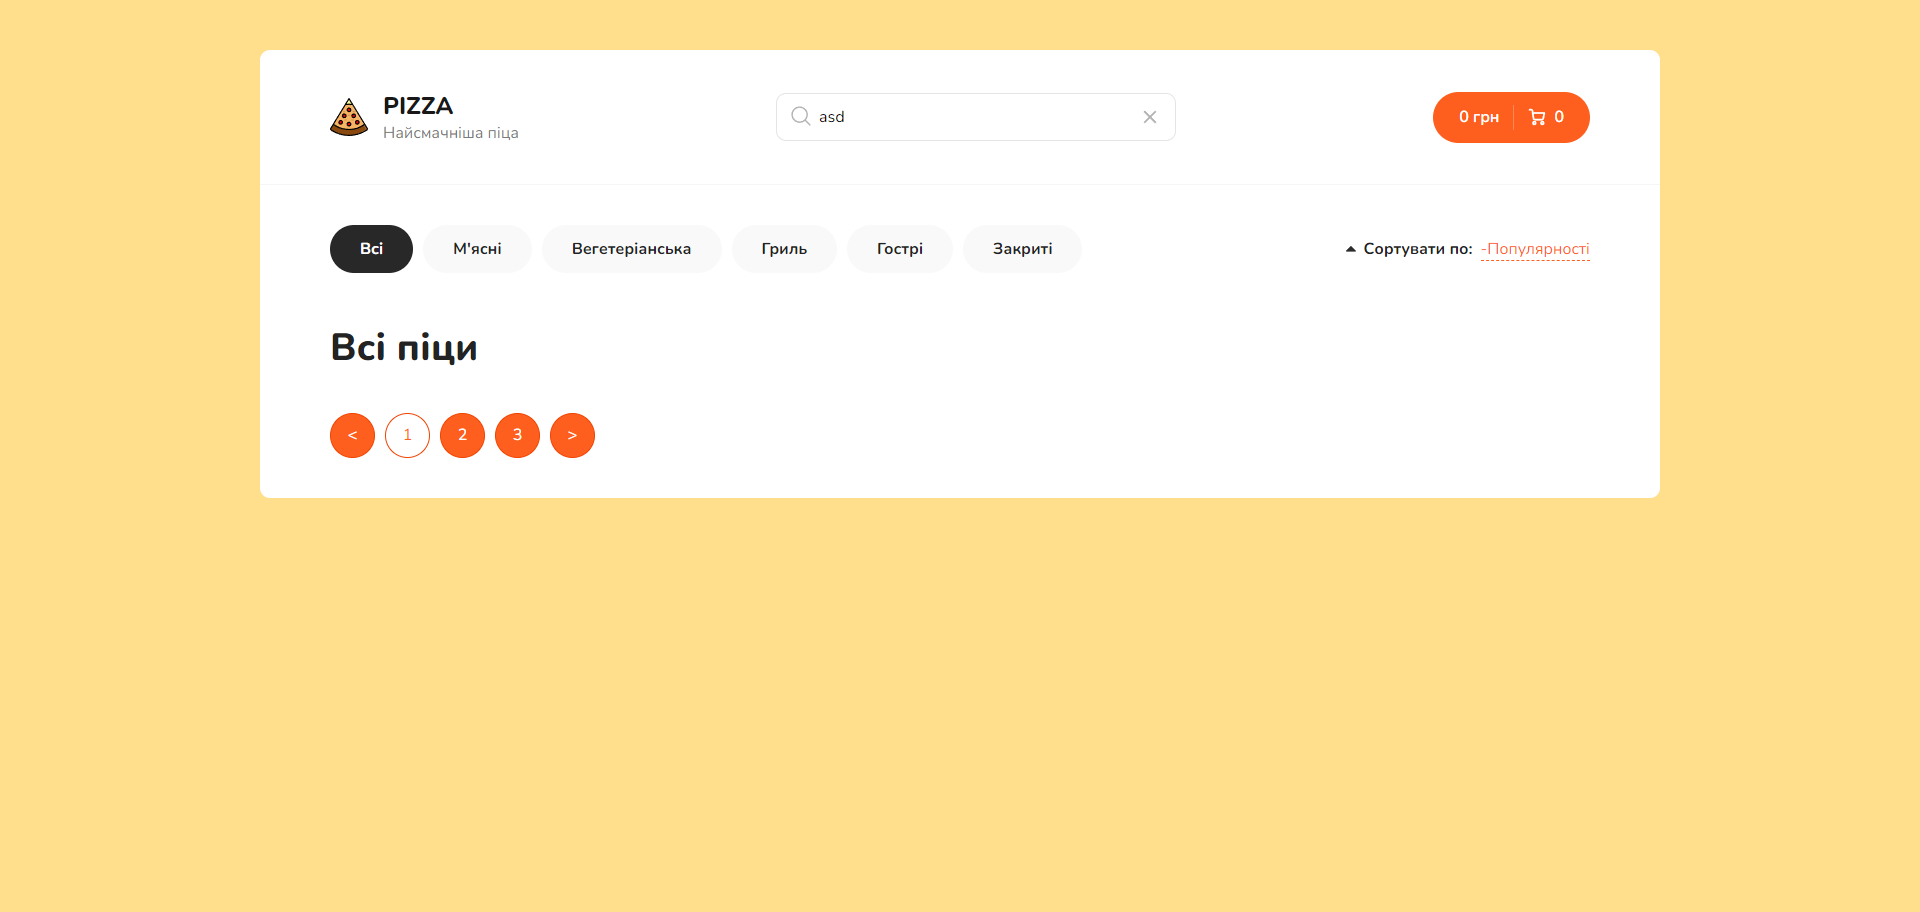 PIZZA
Найсмачніша піца
asd
0 грн 0
Всі М'ясні Вегетеріанська Гриль Гострі Закриті
Сортувати по: -Популярності
Всі піци
< 1 2 3 >